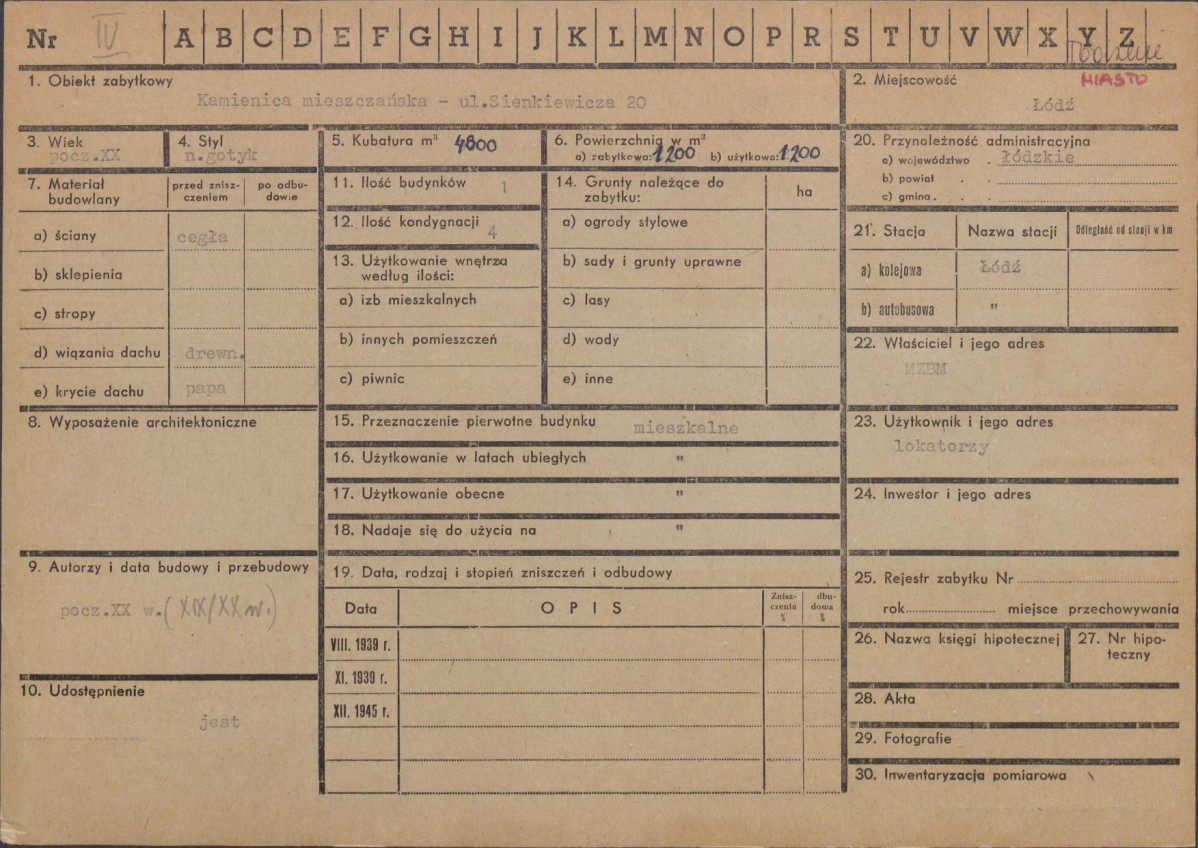 Nr IV A B C D E F G H I J K L M N O P R S T U V W X Y Z
MIASTO
1. Obiekt zabytkowy
Kamienica mieszczańska - ul.Sienkiewicza 20
2. Miejscowość
Łódź
3. Wiek
pocz.XX
4. Styl
n.gotyk
5. Kubatura m³ 4800
6. Powierzchnia w m²
a) zabytkowa: 1200 b) użytkowa: 1200
7. Materiał budowlany
przed zniszczeniem
po odbudowie
a) ściany cegła
b) sklepienia
c) stropy
d) wiązania dachu drewn.
e) krycie dachu papa
8. Wyposażenie architektoniczne
9. Autorzy i data budowy i przebudowy
pocz.XX w. (XIX/XX w.)
10. Udostępnienie
jest
11. Ilość budynków 1
12. Ilość kondygnacji 4
13. Użytkowanie wnętrza
według ilości:
a) izb mieszkalnych
b) innych pomieszczeń
c) piwnic
14. Grunty należące do
zabytku:
ha
a) ogrody stylowe
b) sady i grunty uprawne
c) lasy
d) wody
e) inne
15. Przeznaczenie pierwotne budynku mieszkalne
16. Użytkowanie w latach ubiegłych "
17. Użytkowanie obecne "
18. Nadaje się do użycia na "
19. Data, rodzaj i stopień zniszczeń i odbudowy
Data OPIS
Znisz-
czenia
%
dbu-
dowa
%
VIII. 1939 r.
XI. 1939 r.
XII. 1945 r.
20. Przynależność administracyjna
a) województwo . Łódzkie
b) powiat . .
c) gmina . . .
21. Stacja
Nazwa stacji
Odległość od stacji w km
a) kolejowa Łódź
b) autobusowa "
22. Właściciel i jego adres
MZBM
23. Użytkownik i jego adres
lokatorzy
24. Inwestor i jego adres
25. Rejestr zabytku Nr
rok miejsce przechowywania
26. Nazwa księgi hipotecznej
27. Nr hipo-
teczny
28. Akta
29. Fotografie
30. Inwentaryzacja pomiarowa